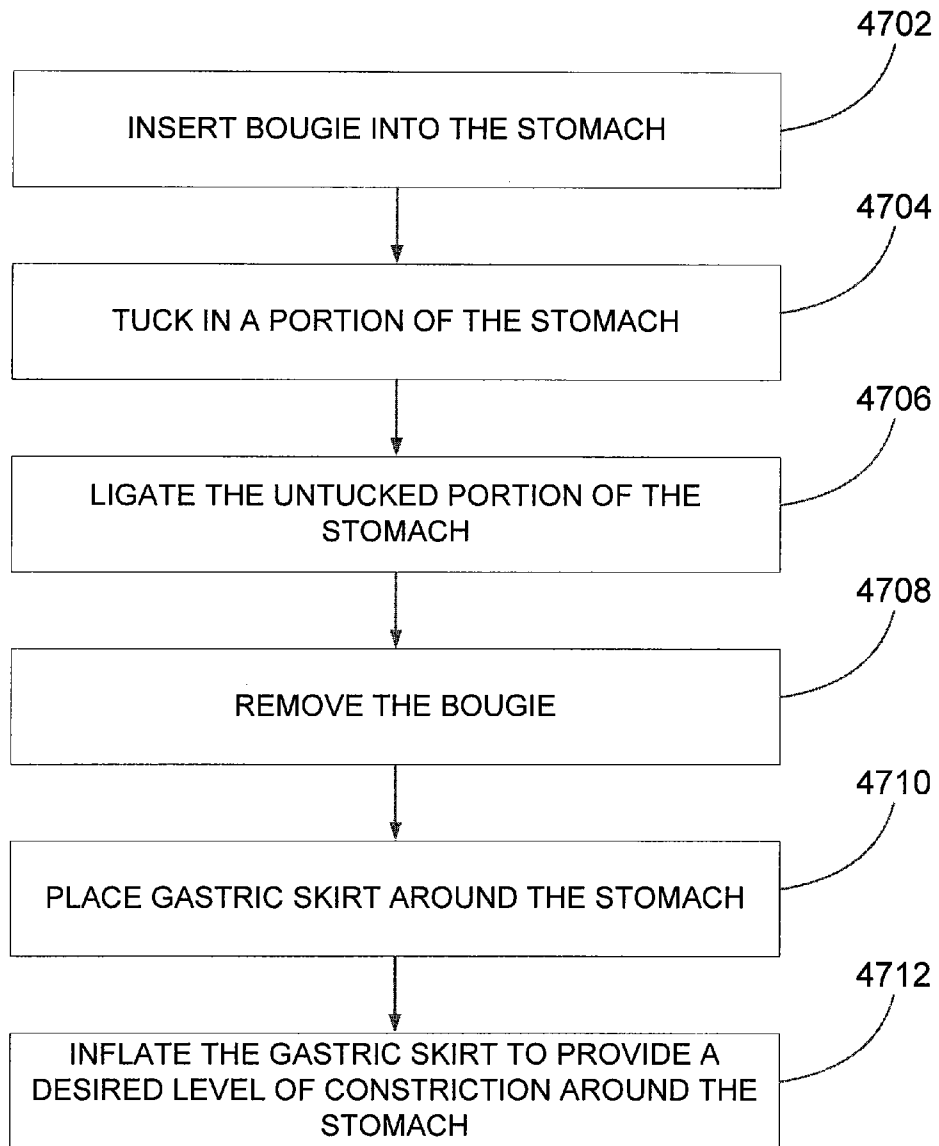 4702
INSERT BOUGIE INTO THE STOMACH
4704
TUCK IN A PORTION OF THE STOMACH
4706
LIGATE THE UNTUCKED PORTION OF THE
STOMACH
4708
REMOVE THE BOUGIE
4710
PLACE GASTRIC SKIRT AROUND THE STOMACH
4712
INFLATE THE GASTRIC SKIRT TO PROVIDE A
DESIRED LEVEL OF CONSTRICTION AROUND THE
STOMACH